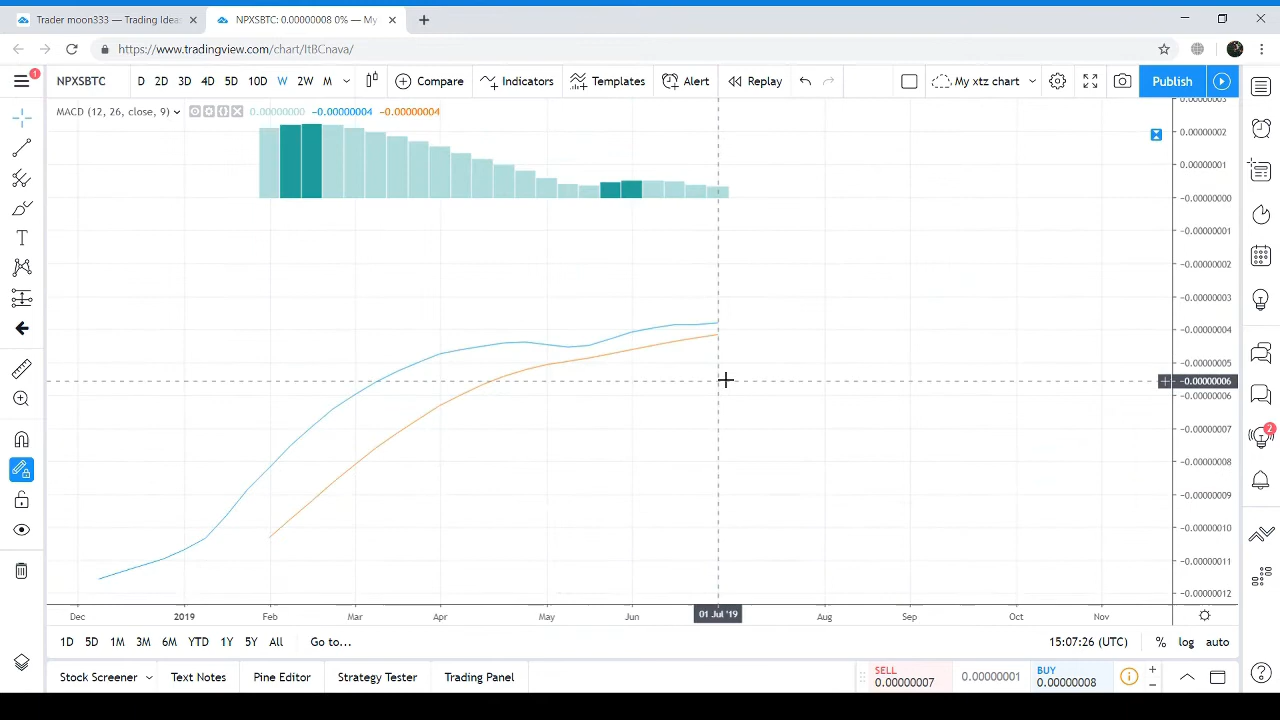 Trader moon333 — Trading Idea
NPXSBTC: 0.00000008 0% — My
https://www.tradingview.com/chart/ItBCnava/
1
NPXSBTC D 2D 3D 4D 5D 10D W 2W M Compare Indicators Templates Alert Replay My xtz chart Publish
MACD (12, 26, close, 9) 0.00000000 −0.00000004 −0.00000004
0.00000003
0.00000002
0.00000001
−0.00000000
−0.00000001
−0.00000002
−0.00000003
−0.00000004
−0.00000005
−0.00000006
−0.00000006
−0.00000007
−0.00000008
−0.00000009
−0.00000010
−0.00000011
−0.00000012
2
Dec 2019 Feb Mar Apr May Jun 01 Jul '19 Aug Sep Oct Nov
1D 5D 1M 3M 6M YTD 1Y 5Y All Go to... 15:07:26 (UTC) % log auto
Stock Screener Text Notes Pine Editor Strategy Tester Trading Panel
SELL
0.00000007
0.00000001
BUY
0.00000008